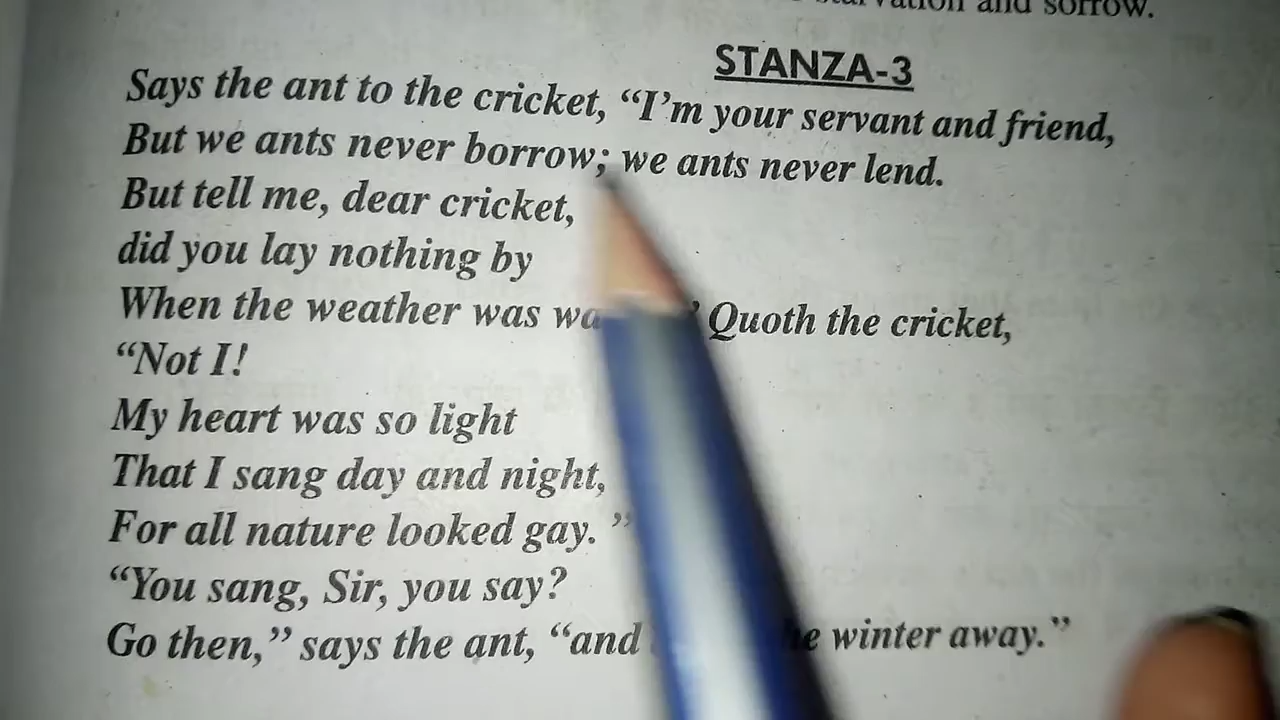 and sorrow.
STANZA-3
Says the ant to the cricket, “I’m your servant and friend,
But we ants never borrow; we ants never lend.
But tell me, dear cricket,
did you lay nothing by
When the weather was ’ Quoth the cricket,
“Not I!
My heart was so light
That I sang day and night,
For all nature looked gay. ”
“You sang, Sir, you say?
Go then,” says the ant, “and winter away.”